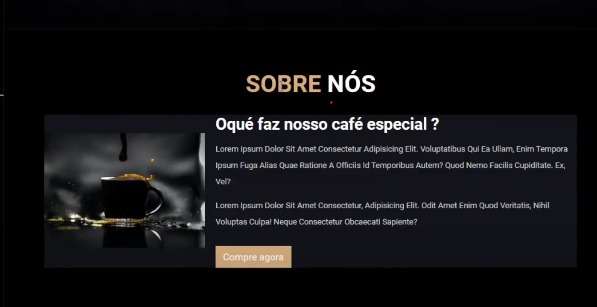 SOBRE NÓS
Oqué faz nosso café especial ?
Lorem Ipsum Dolor Sit Amet Consectetur Adipisicing Elit. Voluptatibus Qui Ea Ullam, Enim Tempora
Ipsum Fuga Alias Quae Ratione A Officiis Id Temporibus Autem? Quod Nemo Facilis Cupiditate. Ex,
Vel?
Lorem Ipsum Dolor Sit Amet Consectetur, Adipisicing Elit. Odit Amet Enim Quod Veritatis, Nihil
Voluptas Culpa! Neque Consectetur Obcaecati Sapiente?
Compre agora